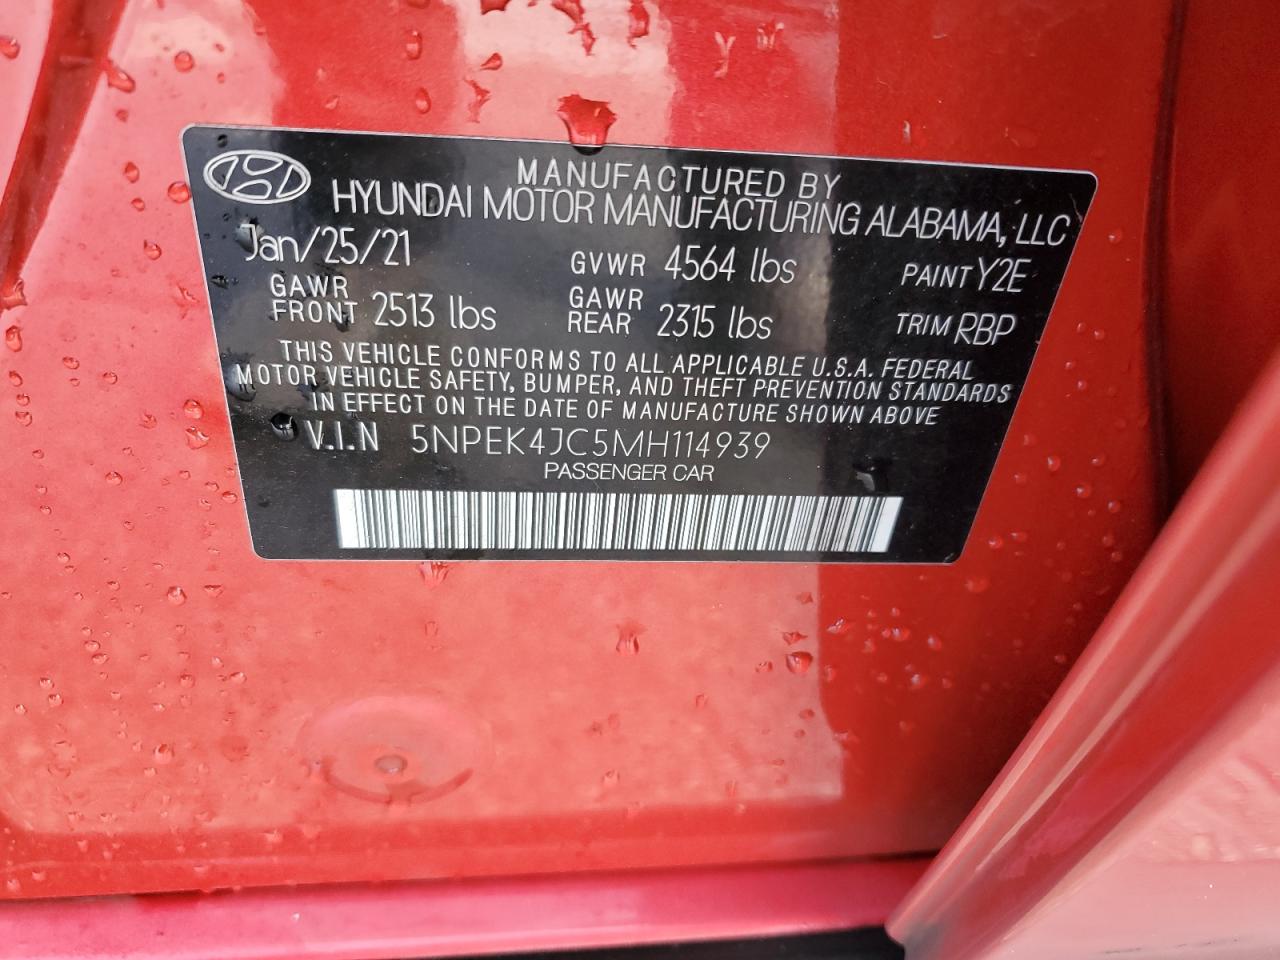 MANUFACTURED BY
HYUNDAI MOTOR MANUFACTURING ALABAMA, LLC
Jan/25/21 GVWR 4564 lbs PAINT Y2E
GAWR FRONT 2513 lbs GAWR REAR 2315 lbs TRIM RBP
THIS VEHICLE CONFORMS TO ALL APPLICABLE U.S.A. FEDERAL
MOTOR VEHICLE SAFETY, BUMPER, AND THEFT PREVENTION STANDARDS
IN EFFECT ON THE DATE OF MANUFACTURE SHOWN ABOVE
V.I.N 5NPEK4JC5MH114939
PASSENGER CAR